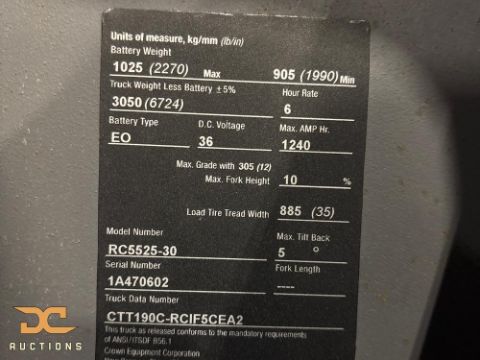 Units of measure, kg/mm (lb/in)
Battery Weight
1025 (2270) Max 905 (1990) Min
Truck Weight Less Battery ± 5% Hour Rate
3050 (6724) 6
Battery Type D.C. Voltage Max. AMP Hr.
EO 36 1240
Max. Grade with 305 (12)
Max. Fork Height 10 %
Load Tire Tread Width 885 (35)
Model Number Max. Tilt Back
RC5525-30 5 °
Serial Number Fork Length
1A470602 ----
Truck Data Number
CTT190C-RCIF5CEA2
This truck as released conforms to the mandatory requirements
of ANSI/ITSDF B56.1
Crown Equipment Corporation
DC
AUCTIONS